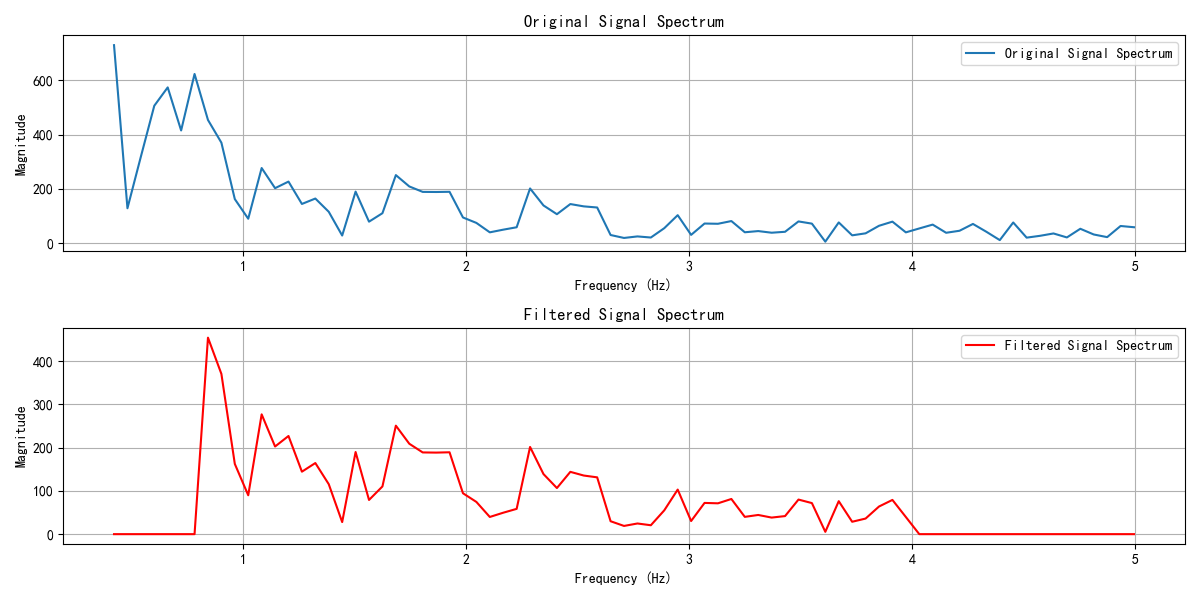 Original Signal Spectrum
Original Signal Spectrum
Magnitude
600
400
200
0
1 2 3 4 5
Frequency (Hz)
Filtered Signal Spectrum
Filtered Signal Spectrum
Magnitude
400
300
200
100
0
1 2 3 4 5
Frequency (Hz)